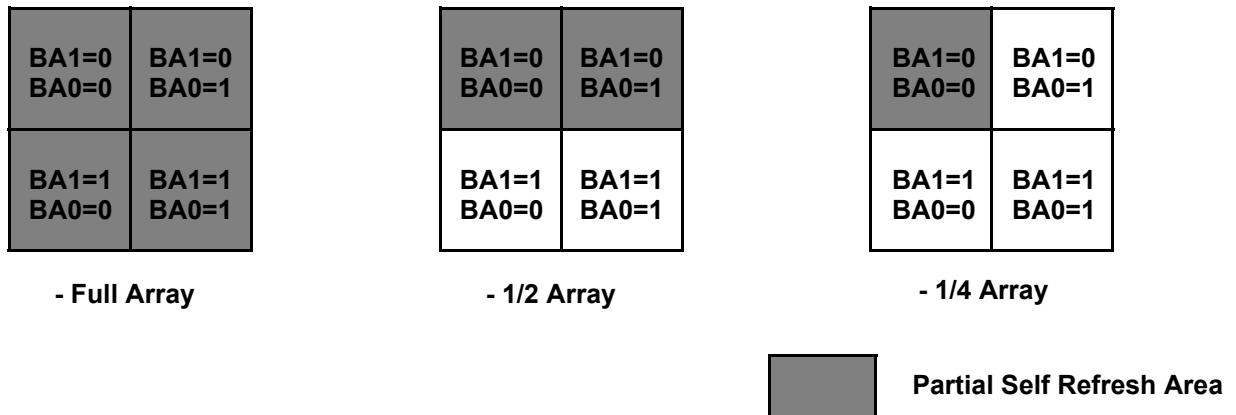 BA1=0 BA1=0
BA0=0 BA0=1
BA1=1 BA1=1
BA0=0 BA0=1
- Full Array
BA1=0 BA1=0
BA0=0 BA0=1
BA1=1 BA1=1
BA0=0 BA0=1
- 1/2 Array
BA1=0 BA1=0
BA0=0 BA0=1
BA1=1 BA1=1
BA0=0 BA0=1
- 1/4 Array
Partial Self Refresh Area